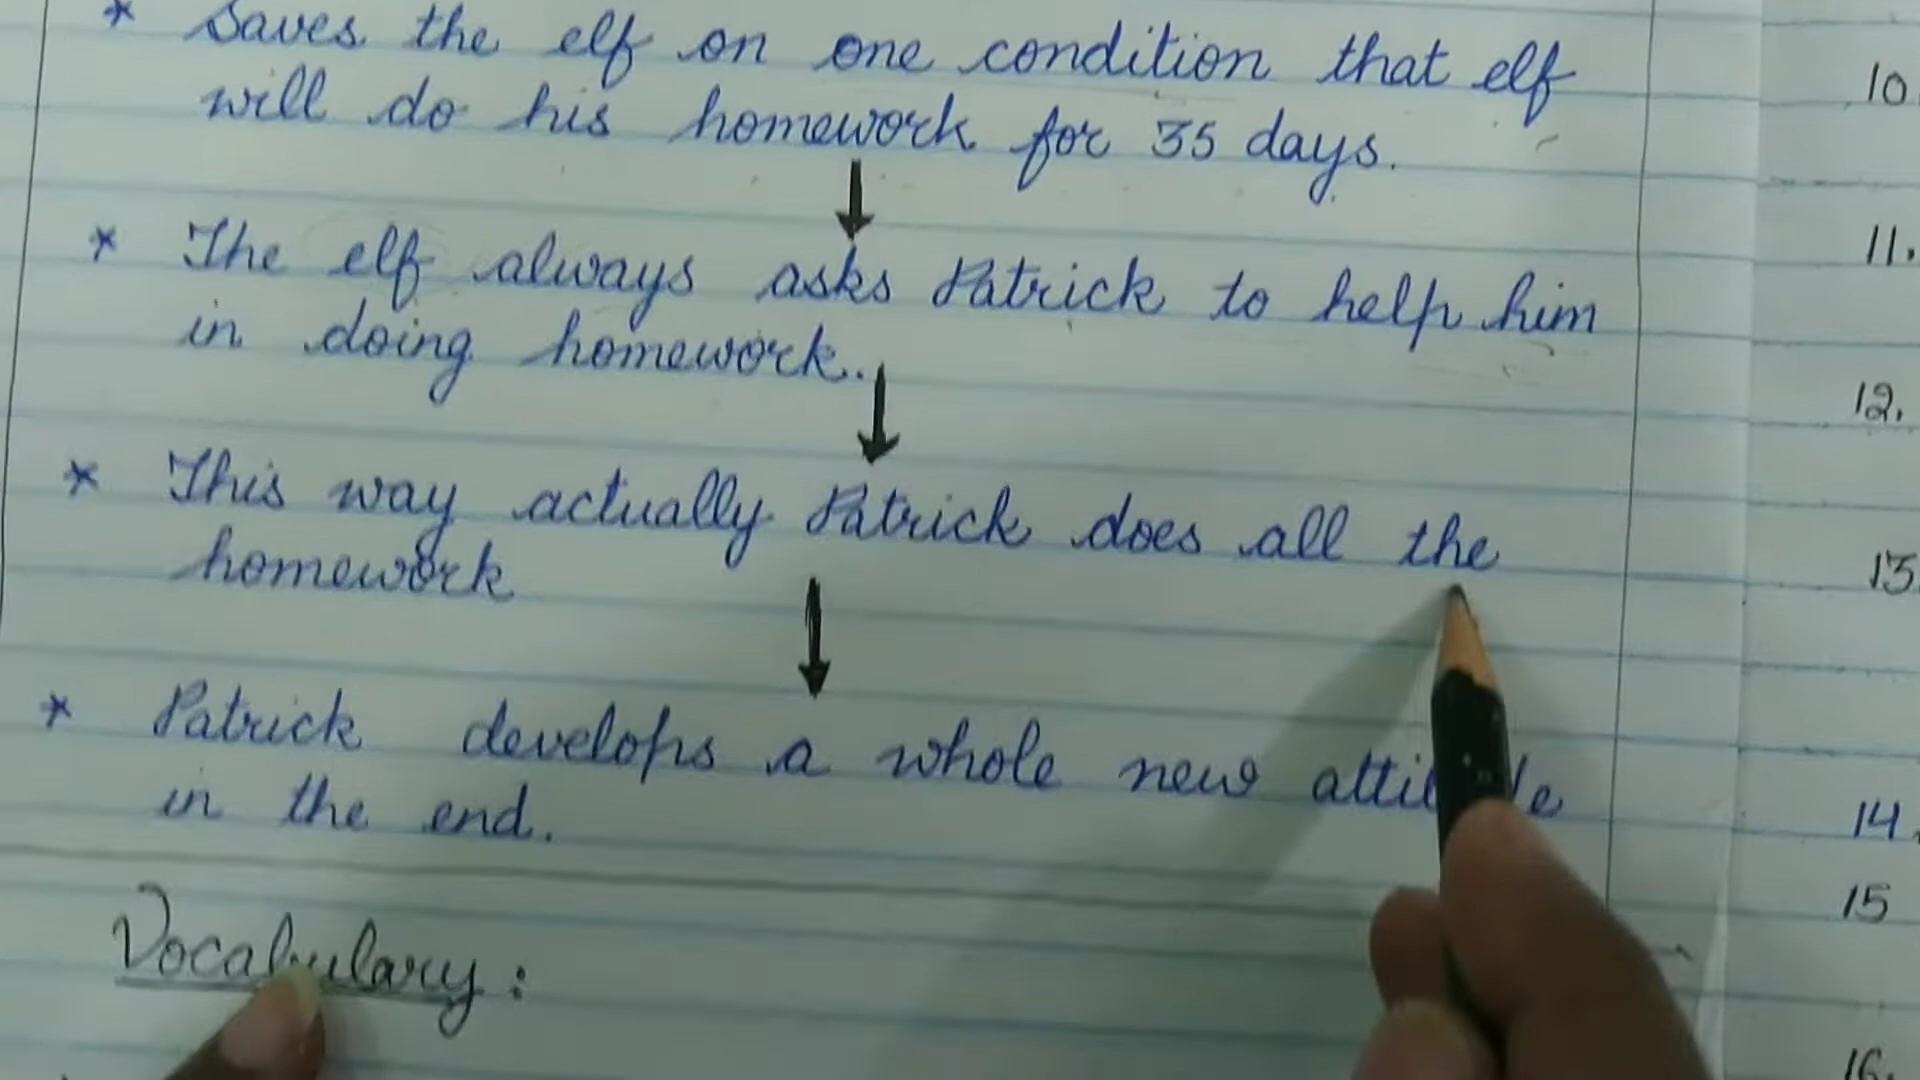 * Saves the elf on one condition that elf
will do his homework for 35 days.
* The elf always asks Patrick to help him
in doing homework.
* This way actually Patrick does all the
homework
* Patrick develops a whole new attitude
in the end.
Vocabulary:
10.
11.
12.
13.
14.
15
16.